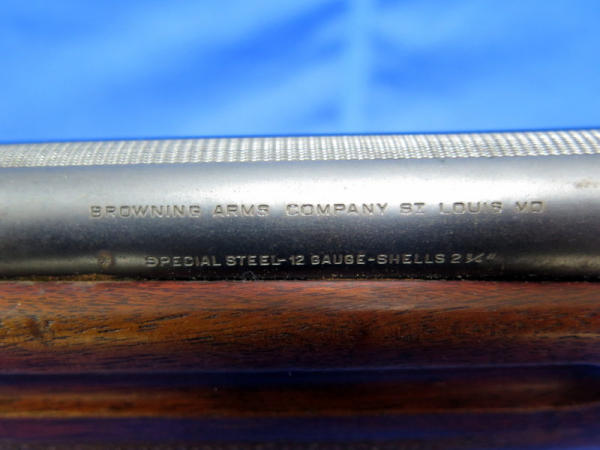 BROWNING ARMS COMPANY ST LOUIS MO
SPECIAL STEEL-12 GAUGE-SHELLS 2 3/4"